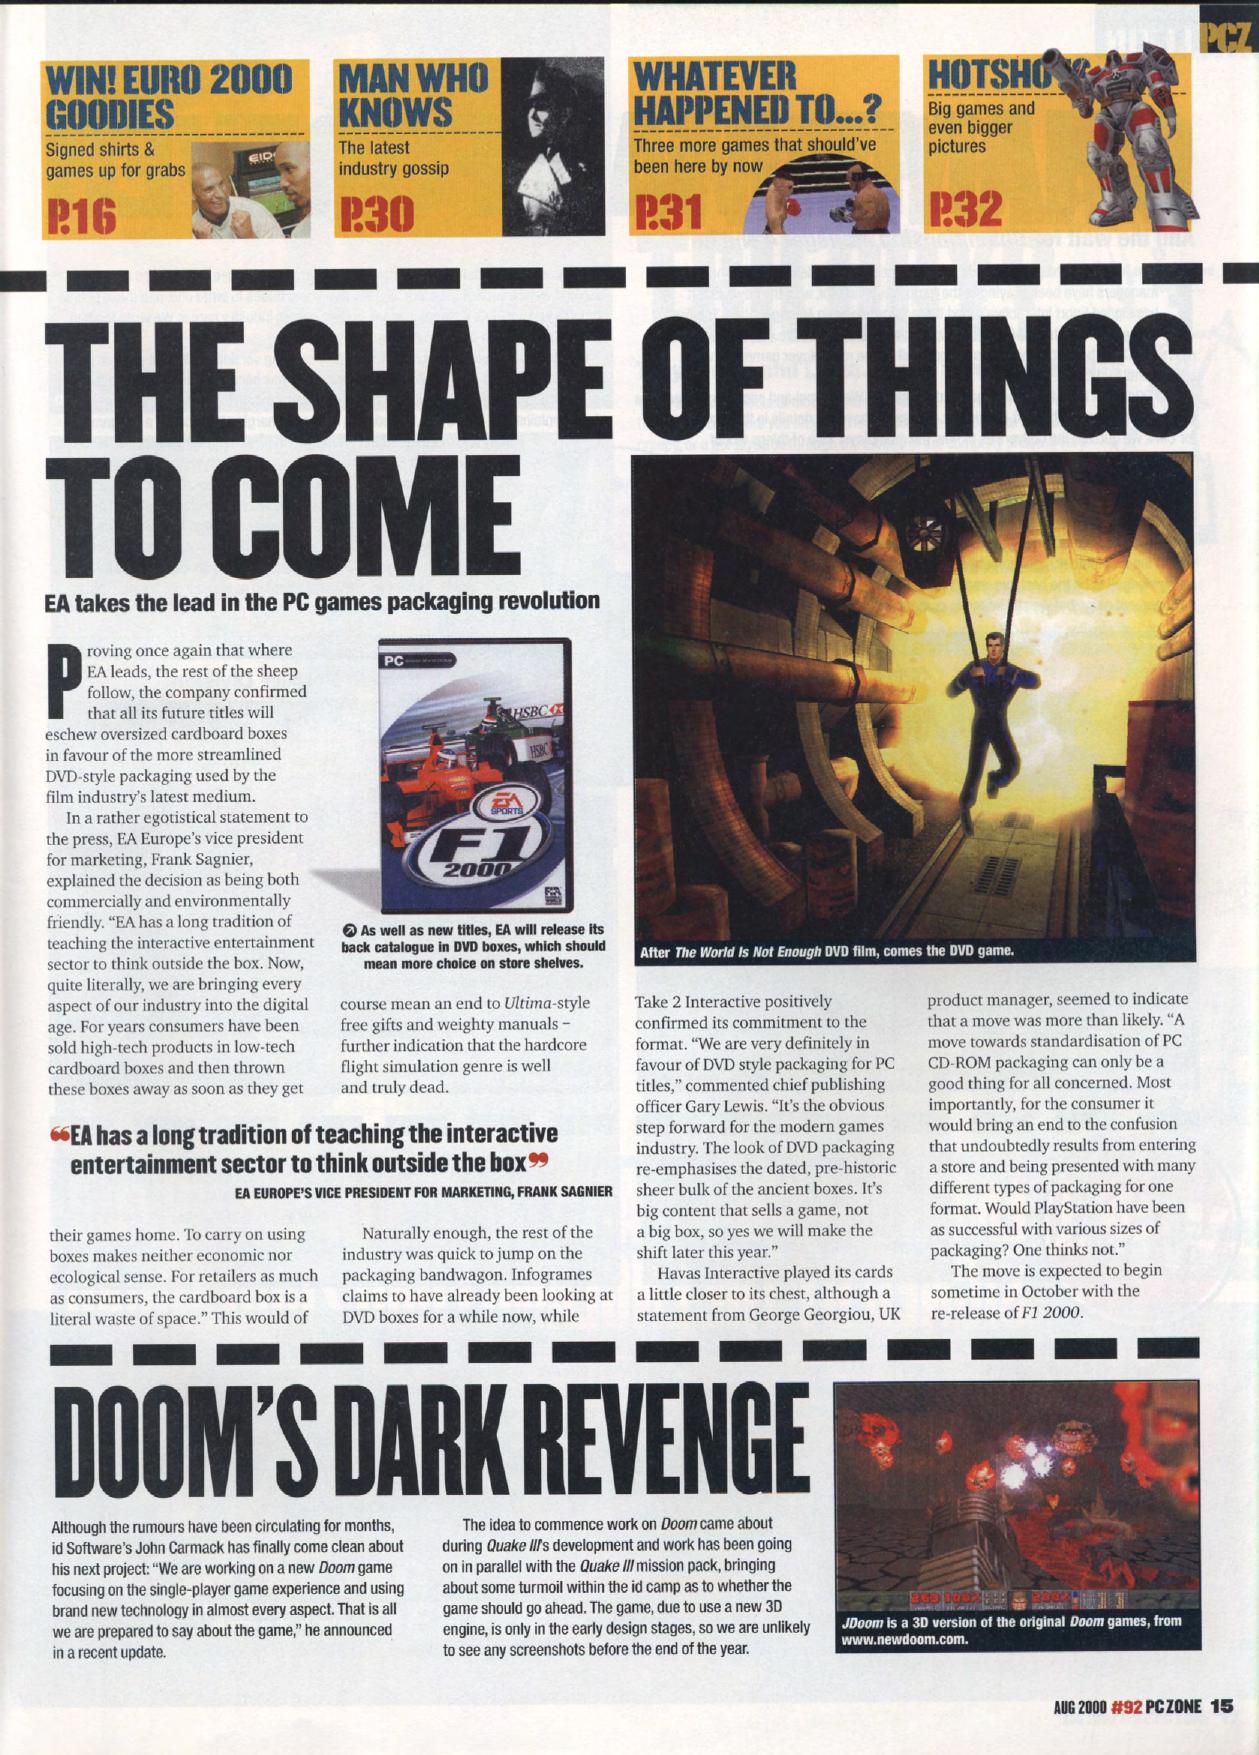 PCZ
WIN! EURO 2000
GOODIES
Signed shirts &
games up for grabs
P.16
MAN WHO
KNOWS
The latest
industry gossip
P.30
WHATEVER
HAPPENED TO...?
Three more games that should've
been here by now
P.31
HOTSHO
Big games and
even bigger
pictures
P.32
THE SHAPE OF THINGS
TO COME
EA takes the lead in the PC games packaging revolution
Proving once again that where
EA leads, the rest of the sheep
follow, the company confirmed
that all its future titles will
eschew oversized cardboard boxes
in favour of the more streamlined
DVD-style packaging used by the
film industry's latest medium.
In a rather egotistical statement to
the press, EA Europe's vice president
for marketing, Frank Sagnier,
explained the decision as being both
commercially and environmentally
friendly. “EA has a long tradition of
teaching the interactive entertainment
sector to think outside the box. Now,
quite literally, we are bringing every
aspect of our industry into the digital
age. For years consumers have been
sold high-tech products in low-tech
cardboard boxes and then thrown
these boxes away as soon as they get
PC
HSBC
HSBC
EA
SPORTS
F1
2000
As well as new titles, EA will release its
back catalogue in DVD boxes, which should
mean more choice on store shelves.
course mean an end to Ultima-style
free gifts and weighty manuals –
further indication that the hardcore
flight simulation genre is well
and truly dead.
“EA has a long tradition of teaching the interactive
entertainment sector to think outside the box”
EA EUROPE'S VICE PRESIDENT FOR MARKETING, FRANK SAGNIER
their games home. To carry on using
boxes makes neither economic nor
ecological sense. For retailers as much
as consumers, the cardboard box is a
literal waste of space.” This would of
Naturally enough, the rest of the
industry was quick to jump on the
packaging bandwagon. Infogrames
claims to have already been looking at
DVD boxes for a while now, while
After The World Is Not Enough DVD film, comes the DVD game.
Take 2 Interactive positively
confirmed its commitment to the
format. “We are very definitely in
favour of DVD style packaging for PC
titles,” commented chief publishing
officer Gary Lewis. “It's the obvious
step forward for the modern games
industry. The look of DVD packaging
re-emphasises the dated, pre-historic
sheer bulk of the ancient boxes. It's
big content that sells a game, not
a big box, so yes we will make the
shift later this year.”
Havas Interactive played its cards
a little closer to its chest, although a
statement from George Georgiou, UK
product manager, seemed to indicate
that a move was more than likely. “A
move towards standardisation of PC
CD-ROM packaging can only be a
good thing for all concerned. Most
importantly, for the consumer it
would bring an end to the confusion
that undoubtedly results from entering
a store and being presented with many
different types of packaging for one
format. Would PlayStation have been
as successful with various sizes of
packaging? One thinks not.”
The move is expected to begin
sometime in October with the
re-release of F1 2000.
DOOM'S DARK REVENGE
Although the rumours have been circulating for months,
id Software's John Carmack has finally come clean about
his next project: “We are working on a new Doom game
focusing on the single-player game experience and using
brand new technology in almost every aspect. That is all
we are prepared to say about the game,” he announced
in a recent update.
The idea to commence work on Doom came about
during Quake III's development and work has been going
on in parallel with the Quake III mission pack, bringing
about some turmoil within the id camp as to whether the
game should go ahead. The game, due to use a new 3D
engine, is only in the early design stages, so we are unlikely
to see any screenshots before the end of the year.
JDoom is a 3D version of the original Doom games, from
www.newdoom.com.
AUG 2000 #92 PC ZONE 15